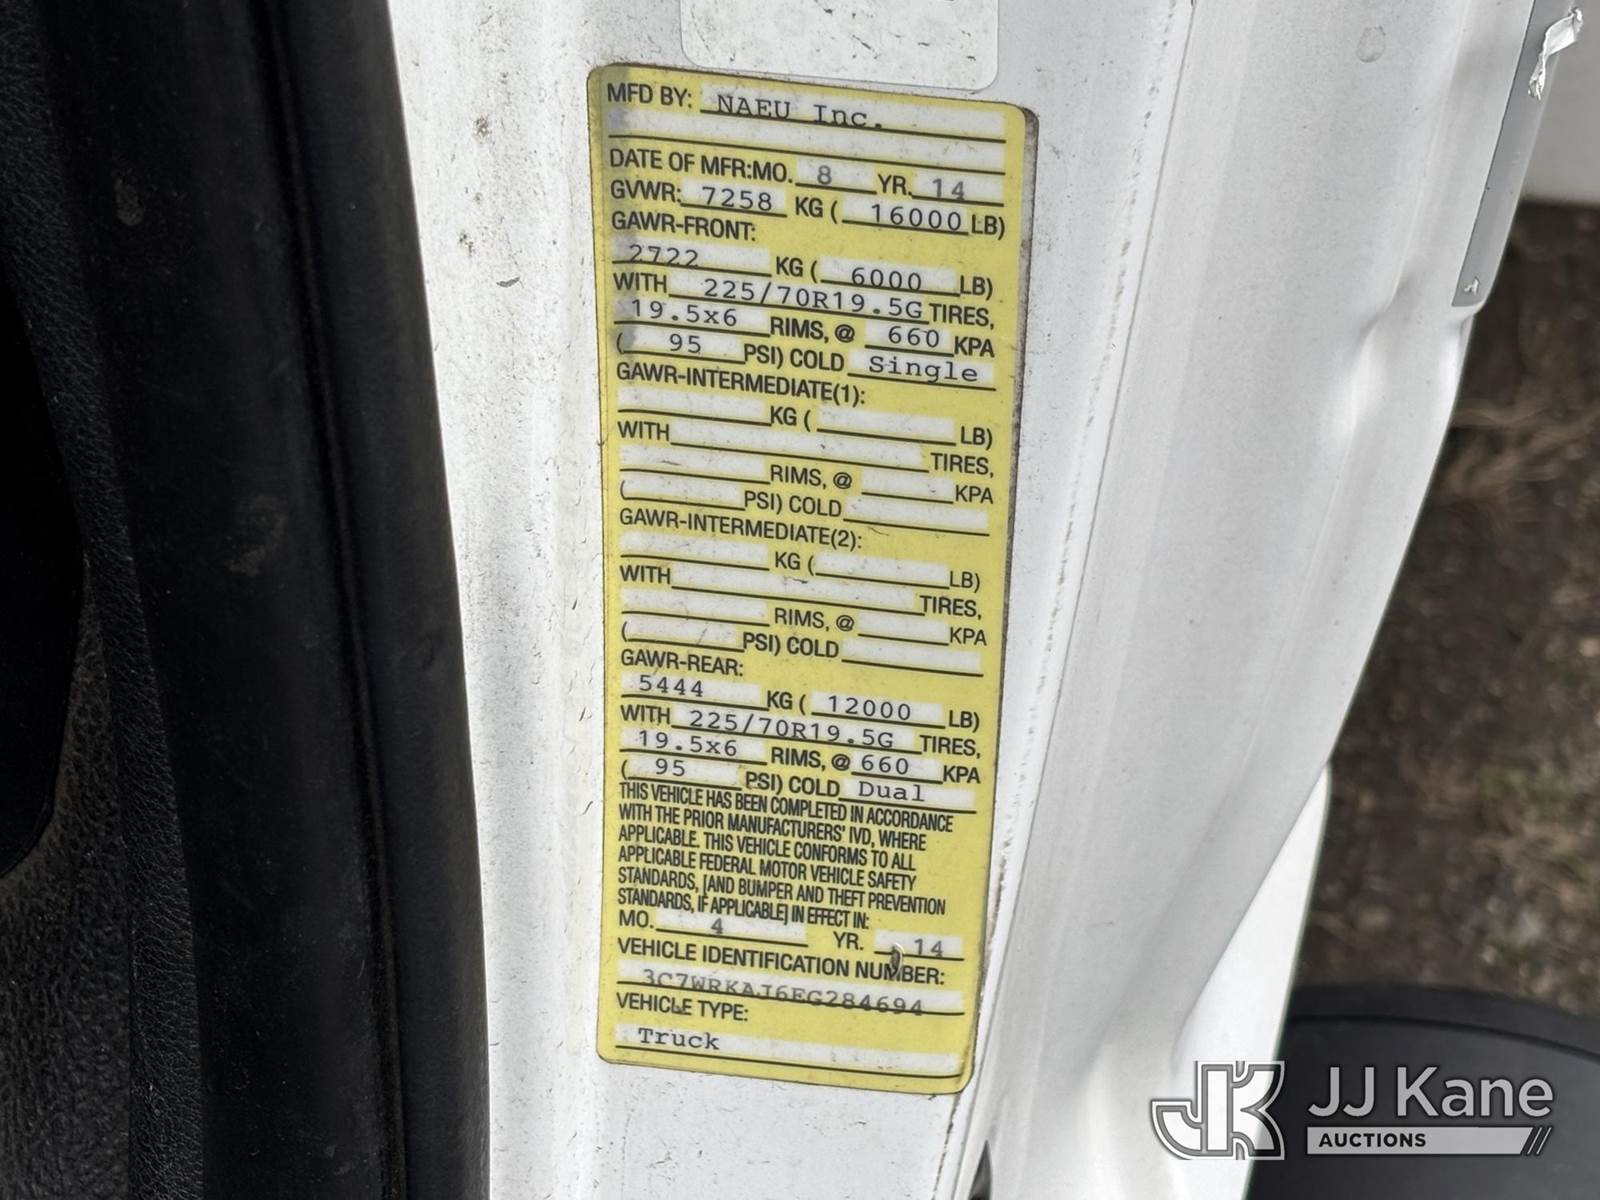 MFD BY: NAEU Inc.
DATE OF MFR:MO. 8 YR. 14
GVWR: 7258 KG ( 16000 LB)
GAWR-FRONT:
2722 KG ( 6000 LB)
WITH 225/70R19.5G TIRES,
19.5x6 RIMS, @ 660 KPA
( 95 PSI) COLD Single
GAWR-INTERMEDIATE(1):
KG ( LB)
WITH TIRES,
RIMS, @ KPA
( PSI) COLD
GAWR-INTERMEDIATE(2):
KG ( LB)
WITH TIRES,
RIMS, @ KPA
( PSI) COLD
GAWR-REAR:
5444 KG ( 12000 LB)
WITH 225/70R19.5G TIRES,
19.5x6 RIMS, @ 660 KPA
( 95 PSI) COLD Dual
THIS VEHICLE HAS BEEN COMPLETED IN ACCORDANCE
WITH THE PRIOR MANUFACTURERS' IVD, WHERE
APPLICABLE. THIS VEHICLE CONFORMS TO ALL
APPLICABLE FEDERAL MOTOR VEHICLE SAFETY
STANDARDS, [AND BUMPER AND THEFT PREVENTION
STANDARDS, IF APPLICABLE] IN EFFECT IN:
MO. 4 YR. 14
VEHICLE IDENTIFICATION NUMBER:
3C7WRKAJ6EG284694
VEHICLE TYPE:
Truck
JK JJ Kane
AUCTIONS